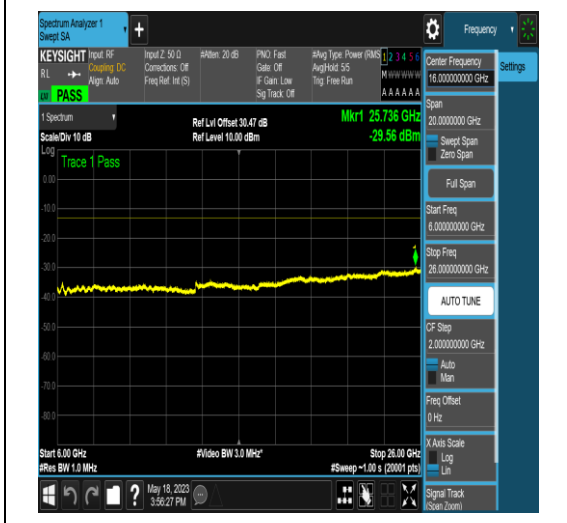 Spectrum Analyzer 1
Swept SA
+
Frequency
KEYSIGHT
RL
PASS
Input: RF
Coupling: DC
Align: Auto
Input Z: 50 Ω
Corrections: Off
Freq Ref: Int (S)
#Atten: 20 dB
PNO: Fast
Gate: Off
IF Gain: Low
Sig Track: Off
#Avg Type: Power (RMS
Avg|Hold: 5/5
Trig: Free Run
1 2 3 4 5 6
M W W W W W
A A A A A A
1 Spectrum
Scale/Div 10 dB
Ref Lvl Offset 30.47 dB
Ref Level 10.00 dBm
Mkr1 25.736 GHz
-29.56 dBm
Log
Trace 1 Pass
0.00
-10.0
-20.0
-30.0
-40.0
-50.0
-60.0
-70.0
-80.0
Start 6.00 GHz
#Res BW 1.0 MHz
#Video BW 3.0 MHz*
Stop 26.00 GHz
#Sweep ~1.00 s (20001 pts)
May 18, 2023
3:56:27 PM
Center Frequency
16.000000000 GHz
Settings
Span
20.0000000 GHz
Swept Span
Zero Span
Full Span
Start Freq
6.000000000 GHz
Stop Freq
26.000000000 GHz
AUTO TUNE
CF Step
2.000000000 GHz
Auto
Man
Freq Offset
0 Hz
X Axis Scale
Log
Lin
Signal Track
(Span Zoom)